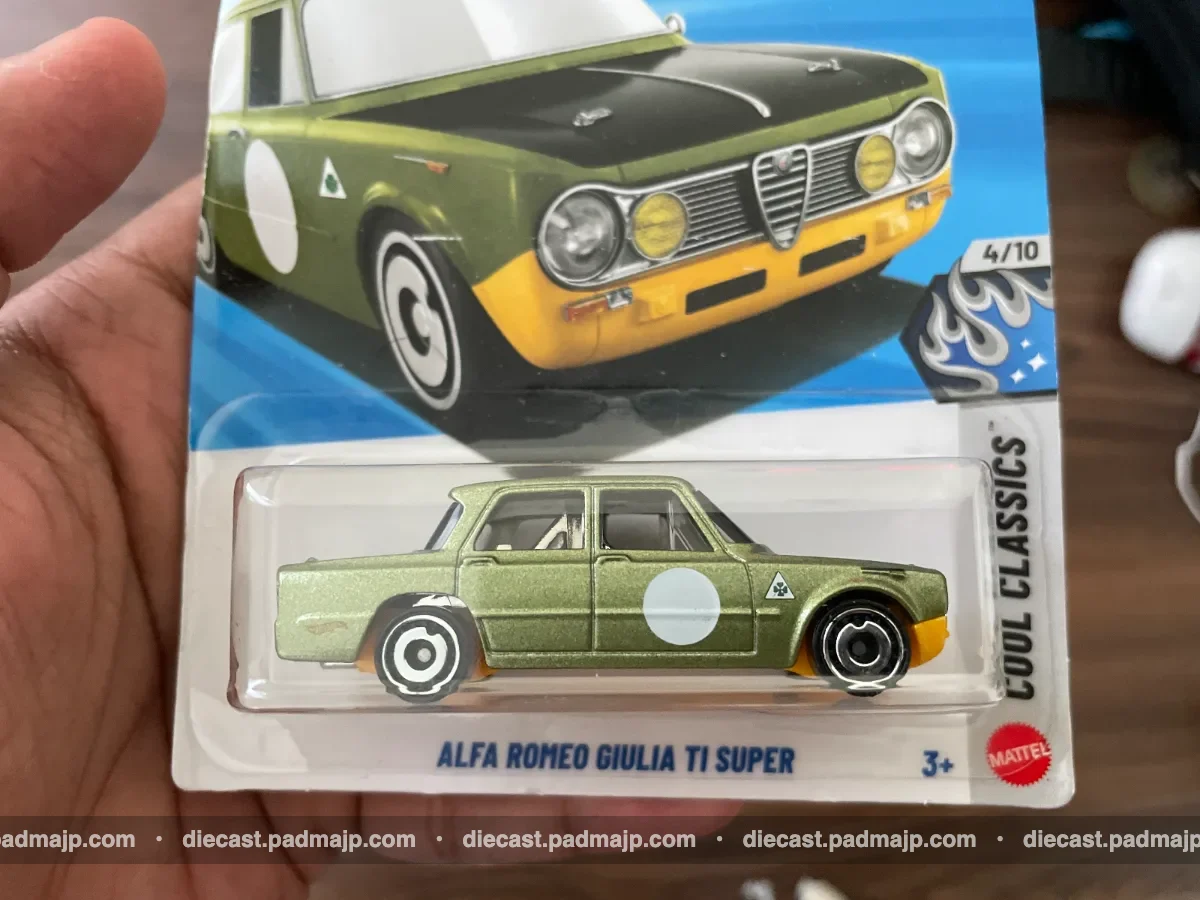 4/10
COOL CLASSICS
ALFA ROMEO GIULIA TI SUPER
3+
MATTEL
padmajp.com • diecast.padmajp.com • diecast.padmajp.com • diecast.padmajp.com • diecast.padmajp